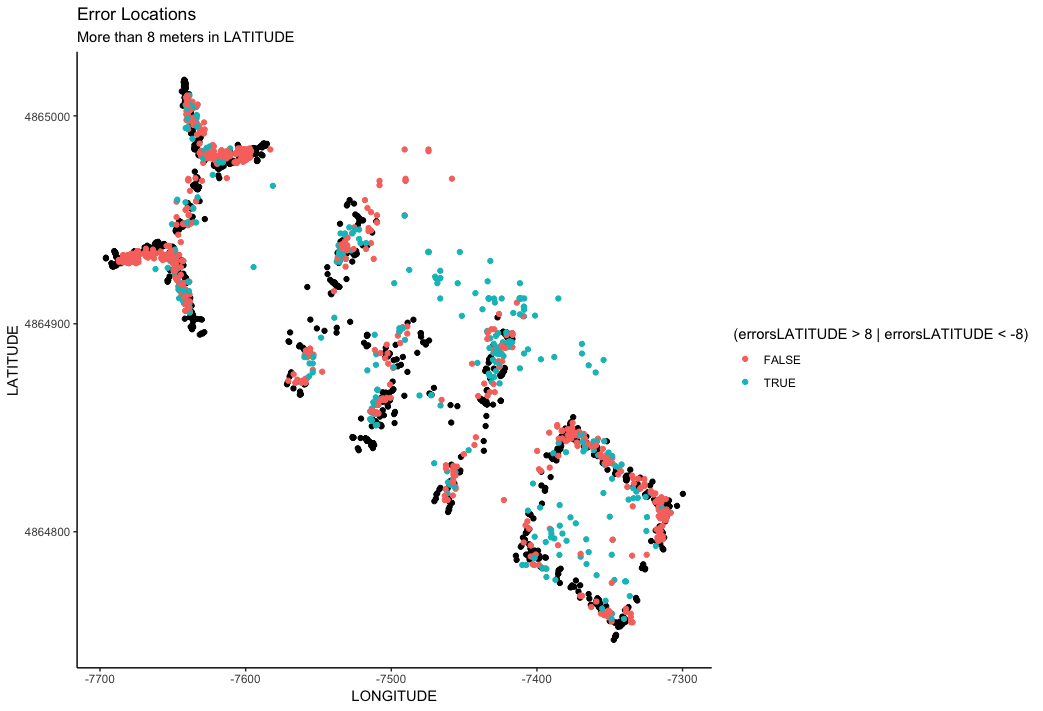 Error Locations
More than 8 meters in LATITUDE
4865000
4864900
4864800
LATITUDE
-7700
-7600
-7500
-7400
-7300
LONGITUDE
(errorsLATITUDE > 8 | errorsLATITUDE < -8)
FALSE
TRUE